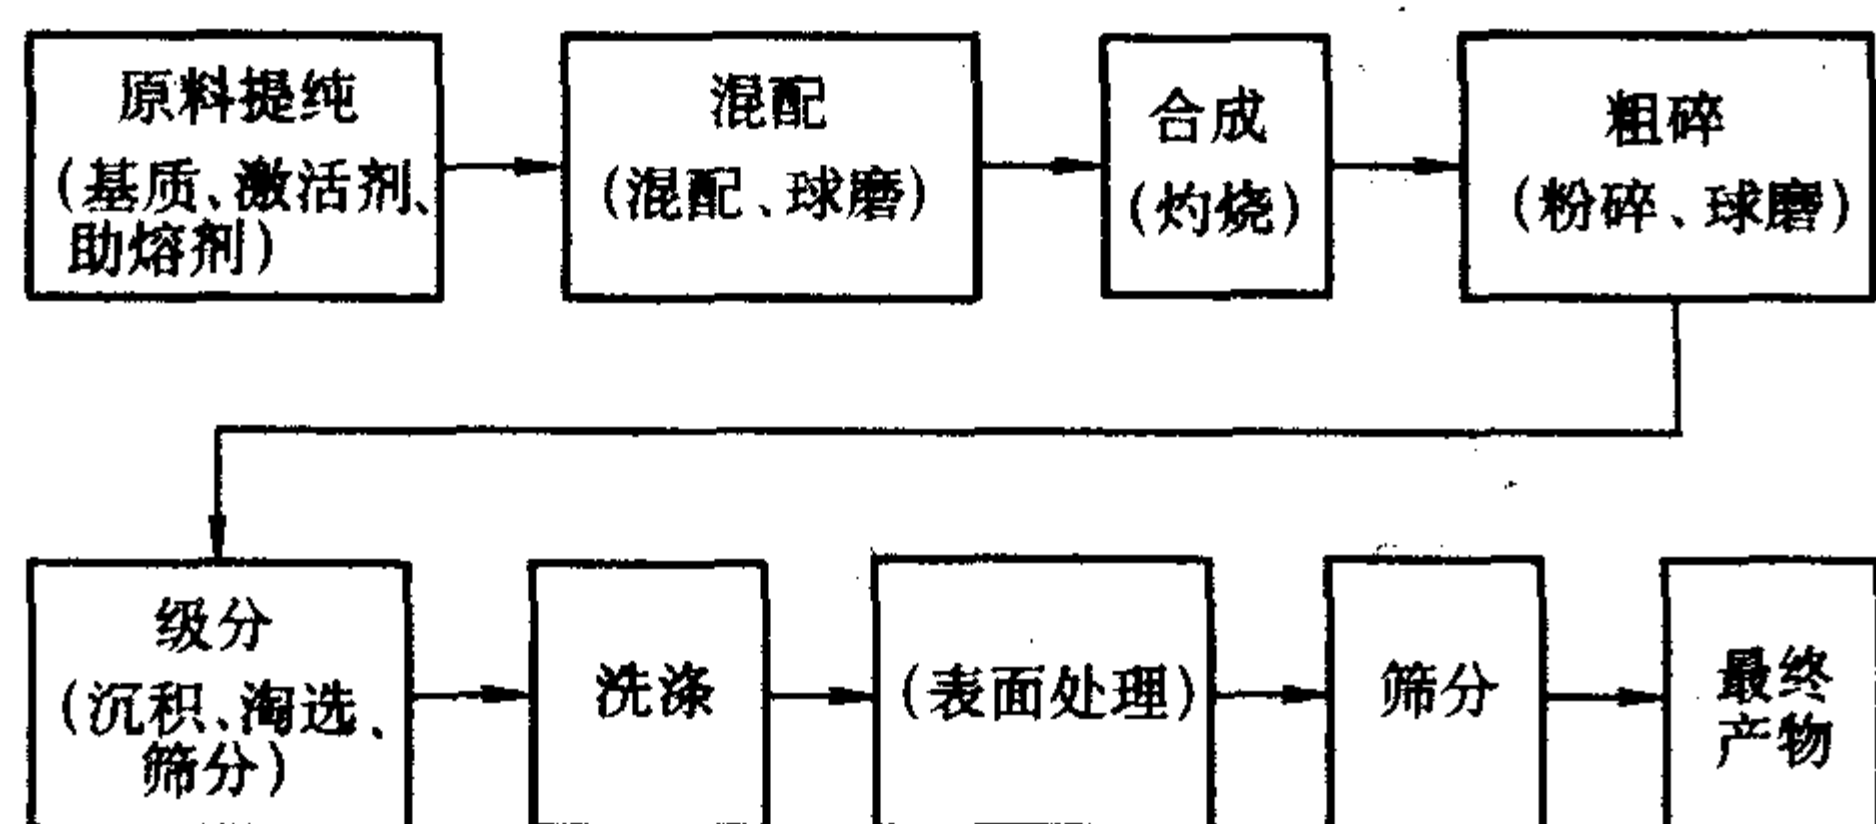 原料提纯
(基质、激活剂、
助熔剂)
混配
(混配、球磨)
合成
(灼烧)
粗碎
(粉碎、球磨)
级分
(沉积、淘选、
筛分)
洗涤
(表面处理)
筛分
最终
产物